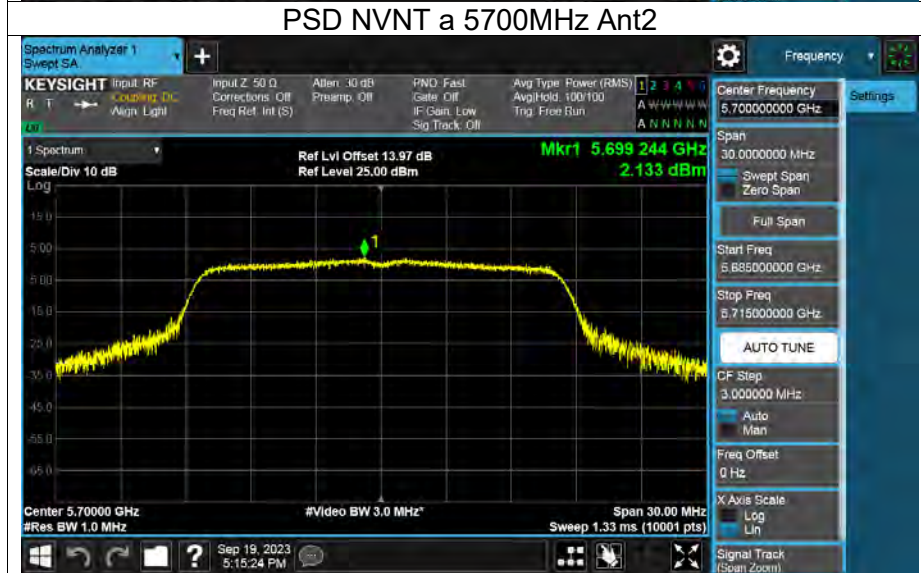 PSD NVNT a 5700MHz Ant2
Spectrum Analyzer 1
Swept SA
+
Frequency
KEYSIGHT Input: RF
R T
Coupling: DC
Align: Light
Input Z: 50 Ω
Corrections: Off
Freq Ref: Int (S)
Atten: 30 dB
Preamp: Off
PNO: Fast
Gate: Off
IF Gain: Low
Sig Track: Off
Avg Type: Power (RMS)
Avg|Hold: 100/100
Trig: Free Run
1 2 3 4 5 6
A W W W W W
A N N N N N
Settings
1 Spectrum
Scale/Div 10 dB
Log
Ref Lvl Offset 13.97 dB
Ref Level 25.00 dBm
Mkr1 5.699 244 GHz
2.133 dBm
15.0
5.00
-5.00
-15.0
-25.0
-35.0
-45.0
-55.0
-65.0
1
Center 5.70000 GHz
#Res BW 1.0 MHz
#Video BW 3.0 MHz*
Span 30.00 MHz
Sweep 1.33 ms (10001 pts)
Center Frequency
5.700000000 GHz
Span
30.0000000 MHz
Swept Span
Zero Span
Full Span
Start Freq
5.685000000 GHz
Stop Freq
5.715000000 GHz
AUTO TUNE
CF Step
3.000000 MHz
Auto
Man
Freq Offset
0 Hz
X Axis Scale
Log
Lin
Signal Track
(Span Zoom)
?
Sep 19, 2023
5:15:24 PM